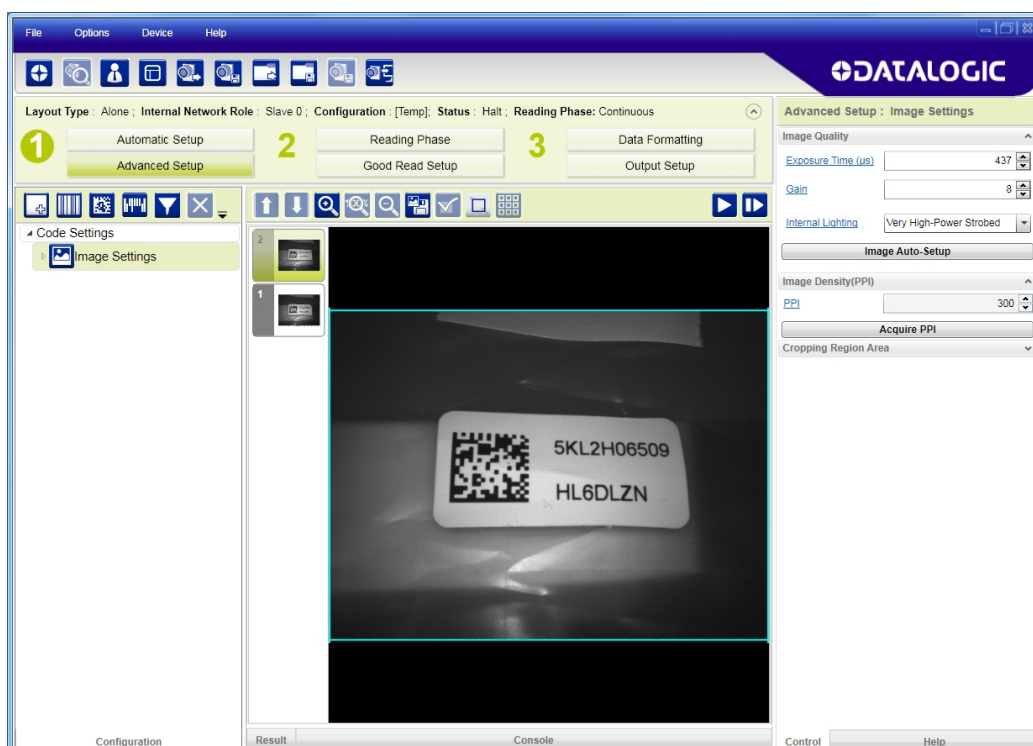 File Options Device Help
DATALOGIC
Layout Type : Alone ; Internal Network Role : Slave 0 ; Configuration : [Temp]; Status : Halt ; Reading Phase: Continuous
1 Automatic Setup 2 Reading Phase 3 Data Formatting
Advanced Setup Good Read Setup Output Setup
Code Settings
Image Settings
2
1
5KL2H06509
HL6DLZN
Configuration
Result Console
Advanced Setup : Image Settings
Image Quality
Exposure Time (µs) 437
Gain 8
Internal Lighting Very High-Power Strobed
Image Auto-Setup
Image Density(PPI)
PPI 300
Acquire PPI
Cropping Region Area
Control Help